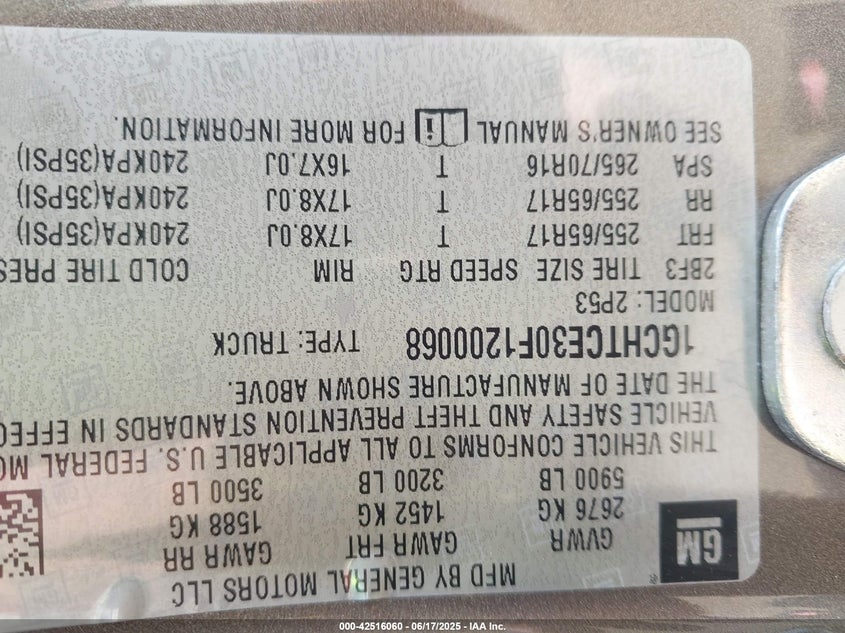 MFD BY GENERAL MOTORS LLC
GM
GVWR GAWR FRT GAWR RR
2676 KG 1452 KG 1588 KG
5900 LB 3200 LB 3500 LB
THIS VEHICLE CONFORMS TO ALL APPLICABLE U.S. FEDERAL MO
VEHICLE SAFETY AND THEFT PREVENTION STANDARDS IN EFFEC
THE DATE OF MANUFACTURE SHOWN ABOVE.
1GCHTCE30F1200068 TYPE: TRUCK
MODEL: 2P53
2BF3 TIRE SIZE SPEED RTG RIM COLD TIRE PRES
FRT 255/65R17 T 17X8.0J 240KPA(35PSI)
RR 255/65R17 T 17X8.0J 240KPA(35PSI)
SPA 265/70R16 T 16X7.0J 240KPA(35PSI)
SEE OWNER'S MANUAL FOR MORE INFORMATION.
000-42516060 - 06/17/2025 - IAA Inc.